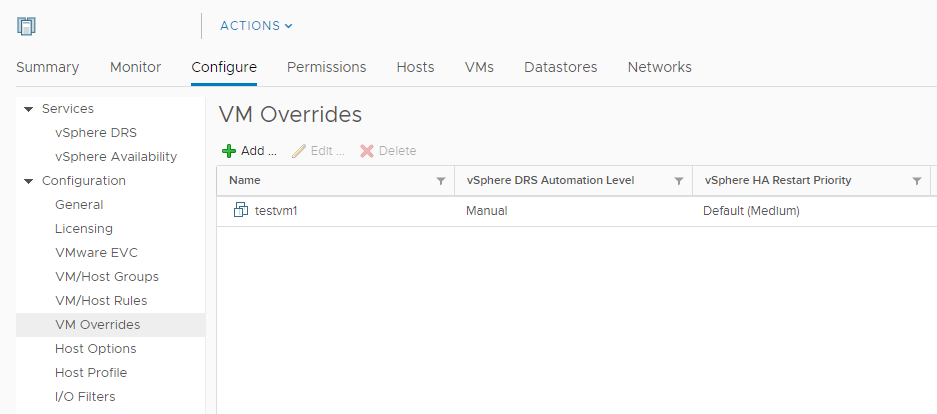 ACTIONS
Summary Monitor Configure Permissions Hosts VMs Datastores Networks
Services
vSphere DRS
vSphere Availability
Configuration
General
Licensing
VMware EVC
VM/Host Groups
VM/Host Rules
VM Overrides
Host Options
Host Profile
I/O Filters
VM Overrides
Add ... Edit ... Delete
Name vSphere DRS Automation Level vSphere HA Restart Priority
testvm1 Manual Default (Medium)